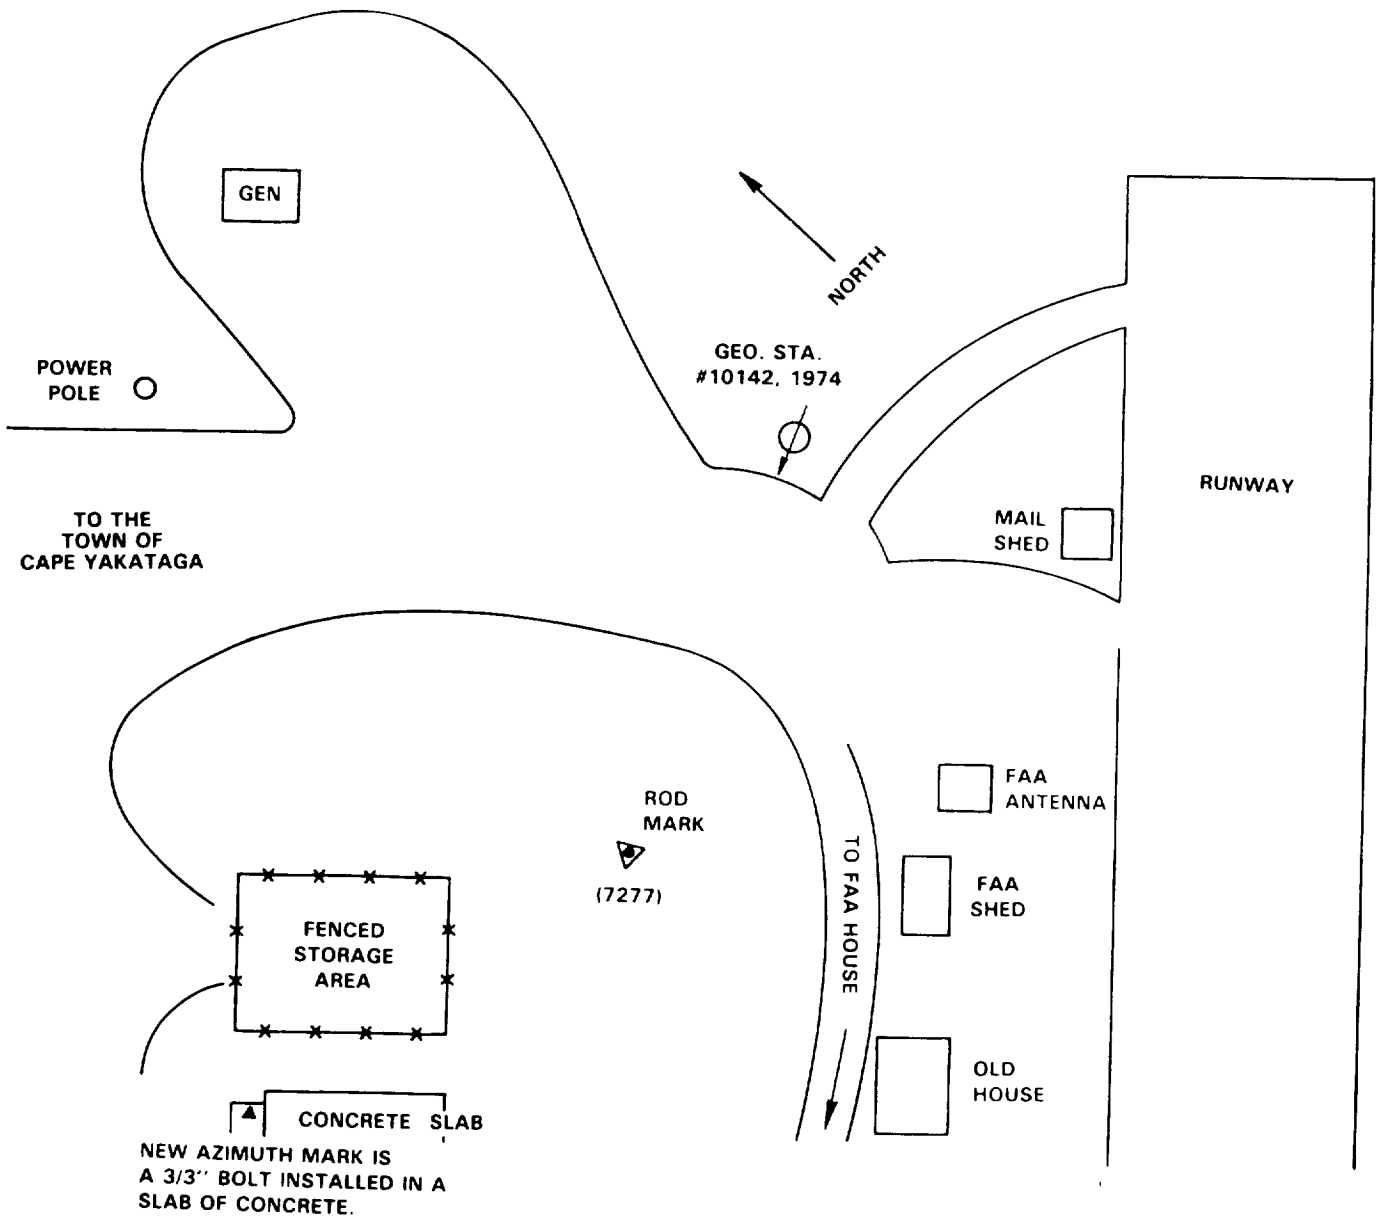 GEN
NORTH
POWER
POLE
GEO. STA.
#10142, 1974
RUNWAY
MAIL
SHED
TO THE
TOWN OF
CAPE YAKATAGA
FAA
ANTENNA
ROD
MARK
(7277)
TO FAA HOUSE
FAA
SHED
FENCED
STORAGE
AREA
OLD
HOUSE
CONCRETE SLAB
NEW AZIMUTH MARK IS
A 3/3'' BOLT INSTALLED IN A
SLAB OF CONCRETE.